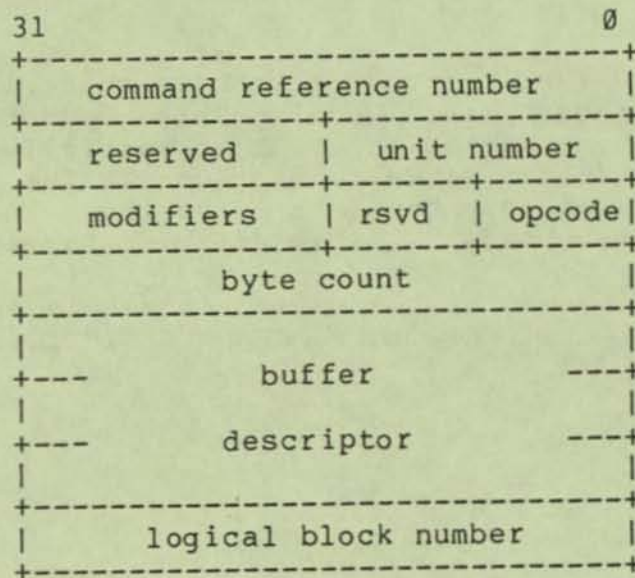 31                                    0
+-------------------------------+
|   command reference number    |
+---------------+---------------+
|   reserved    |  unit number  |
+---------------+-------+-------+
|   modifiers   | rsvd  | opcode|
+---------------+-------+-------+
|          byte count           |
+-------------------------------+
|                               |
+---         buffer          ---+
|                               |
+---       descriptor        ---+
|                               |
+-------------------------------+
|     logical block number      |
+-------------------------------+